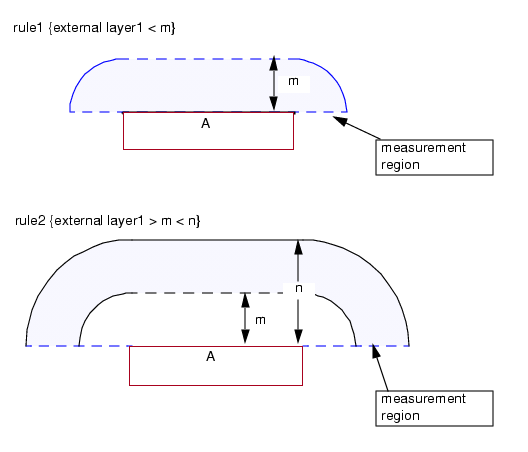 rule1 {external layer1 < m}
m
A
measurement
region
rule2 {external layer1 > m < n}
n
m
A
measurement
region